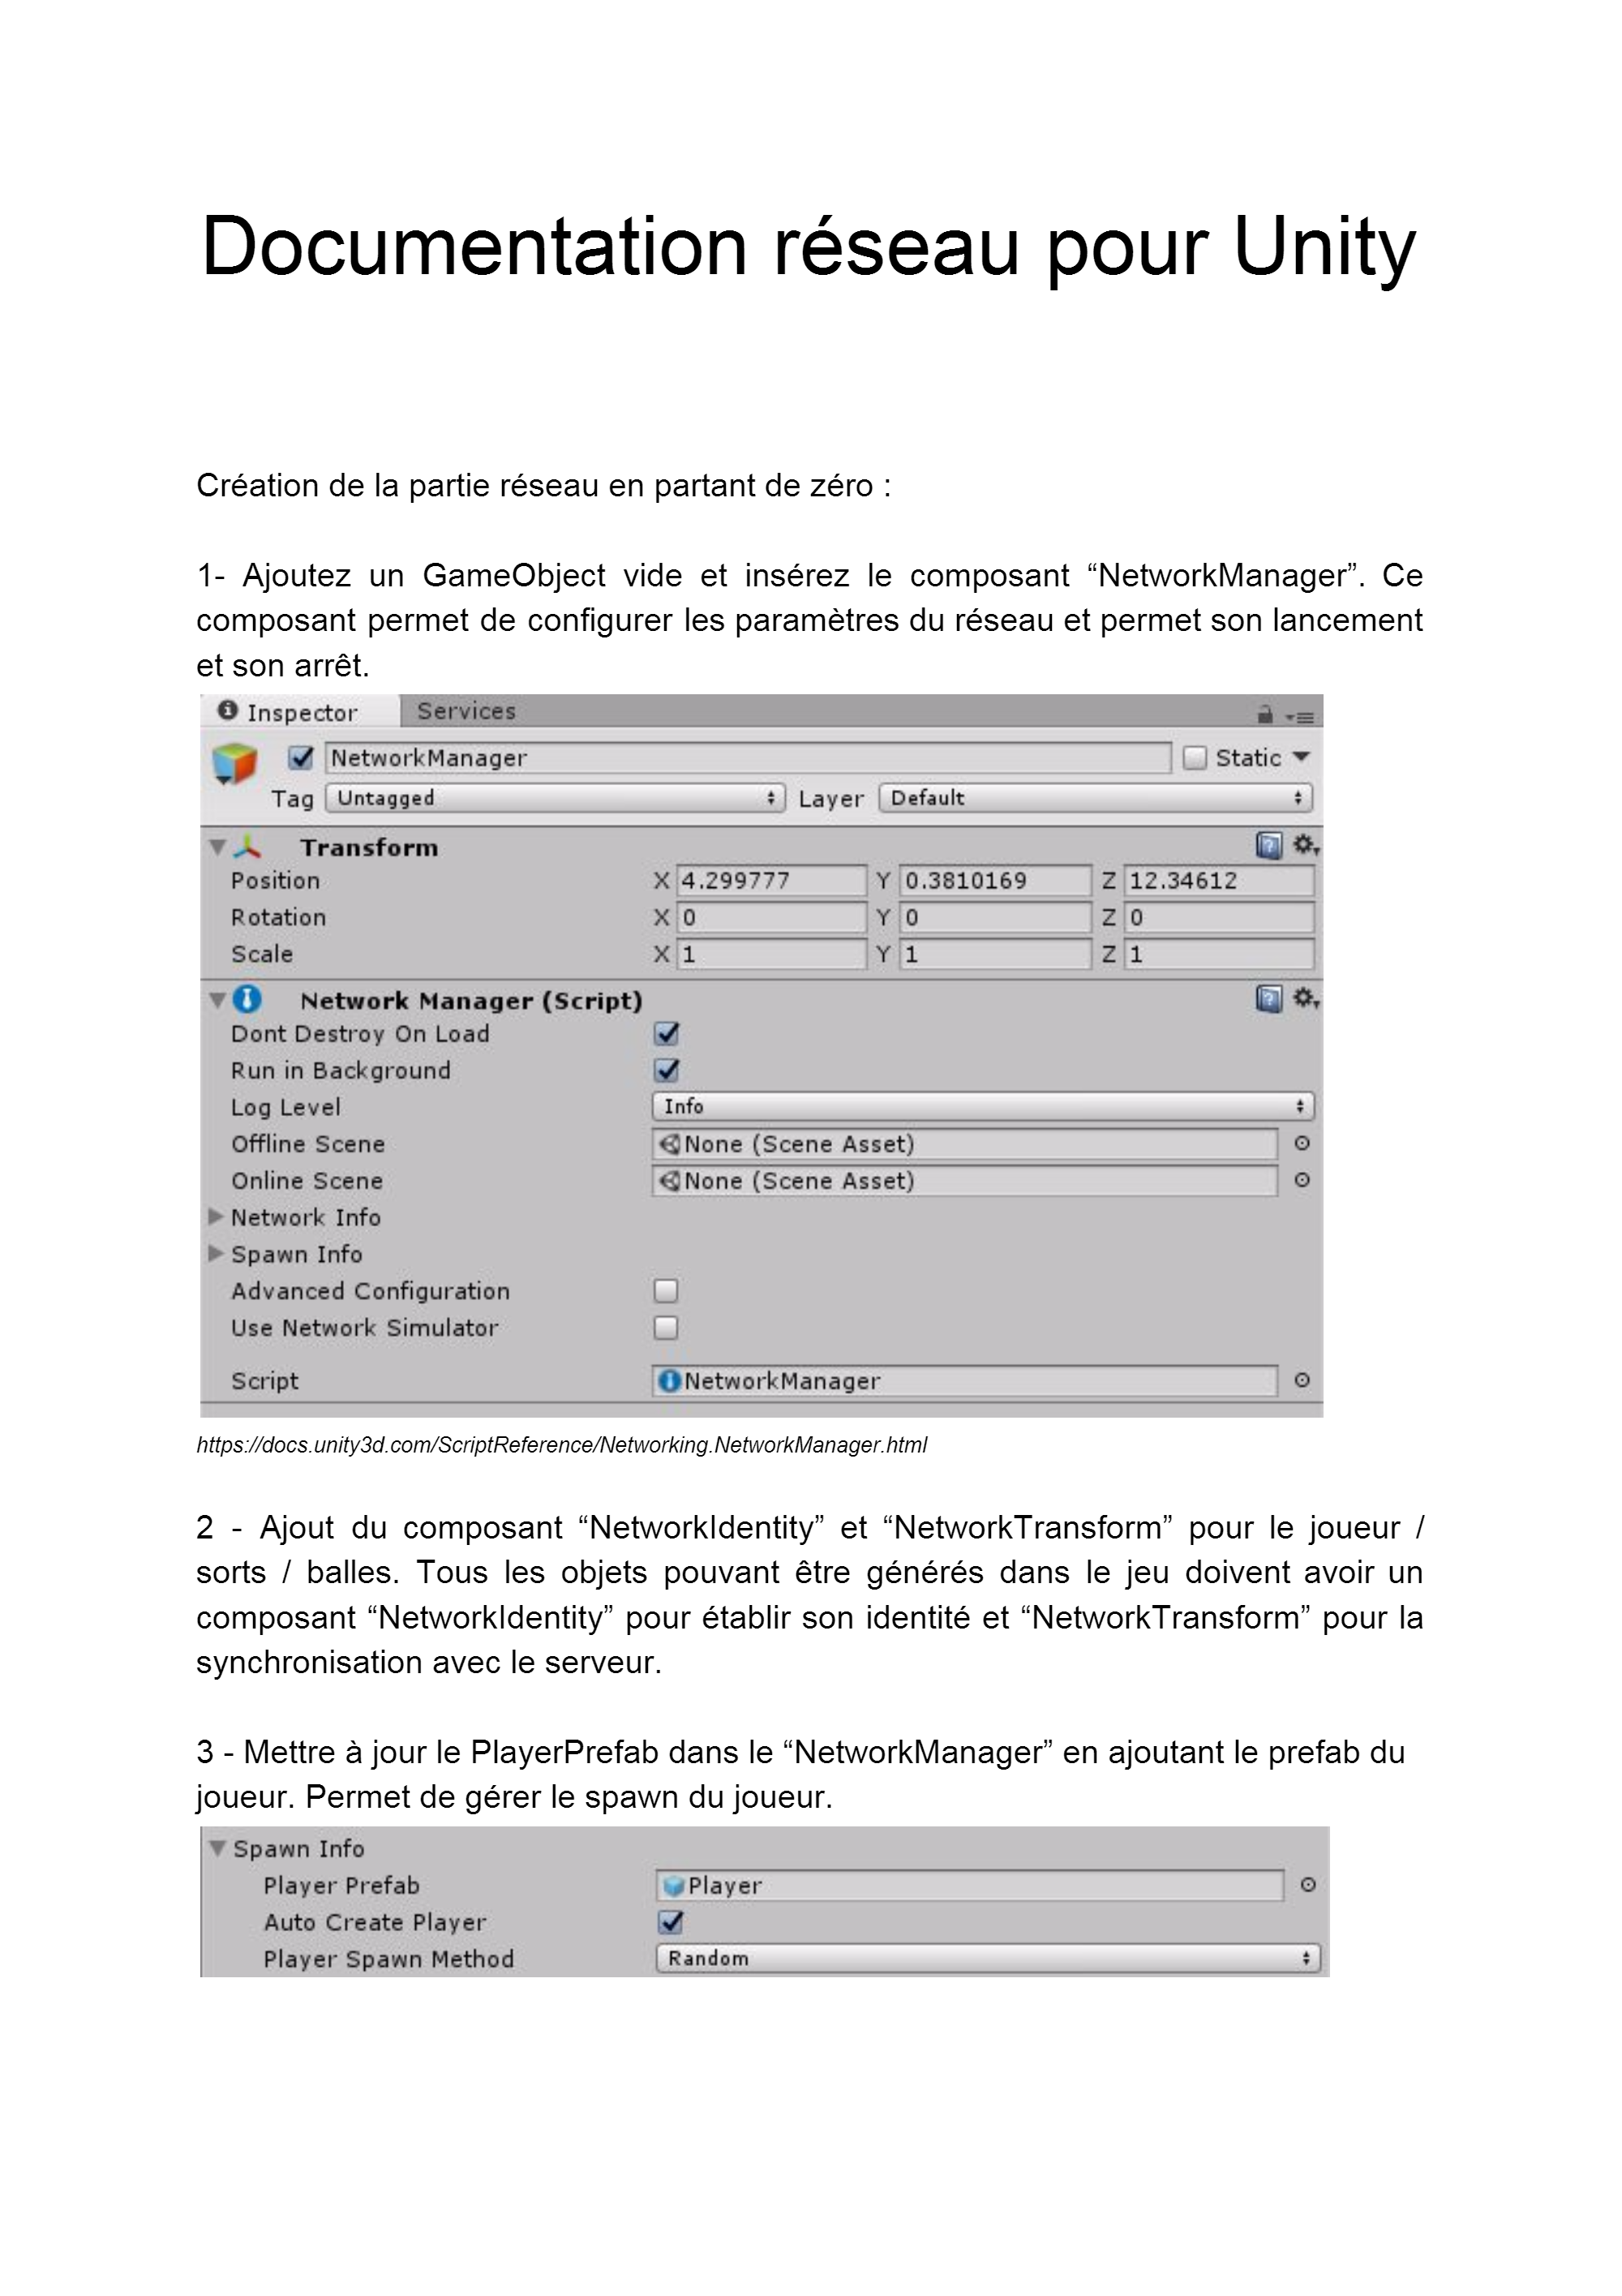 Documentation réseau pour Unity
Création de la partie réseau en partant de zéro :
1- Ajoutez un GameObject vide et insérez le composant “NetworkManager”. Ce
composant permet de configurer les paramètres du réseau et permet son lancement
et son arrêt.
Inspector Services
NetworkManager Static
Tag Untagged Layer Default
Transform
Position X 4.299777 Y 0.3810169 Z 12.34612
Rotation X 0 Y 0 Z 0
Scale X 1 Y 1 Z 1
Network Manager (Script)
Dont Destroy On Load
Run in Background
Log Level Info
Offline Scene None (Scene Asset)
Online Scene None (Scene Asset)
Network Info
Spawn Info
Advanced Configuration
Use Network Simulator
Script NetworkManager
https://docs.unity3d.com/ScriptReference/Networking.NetworkManager.html
2 - Ajout du composant “NetworkIdentity” et “NetworkTransform” pour le joueur /
sorts / balles. Tous les objets pouvant être générés dans le jeu doivent avoir un
composant “NetworkIdentity” pour établir son identité et “NetworkTransform” pour la
synchronisation avec le serveur.
3 - Mettre à jour le PlayerPrefab dans le “NetworkManager” en ajoutant le prefab du
joueur. Permet de gérer le spawn du joueur.
Spawn Info
Player Prefab Player
Auto Create Player
Player Spawn Method Random